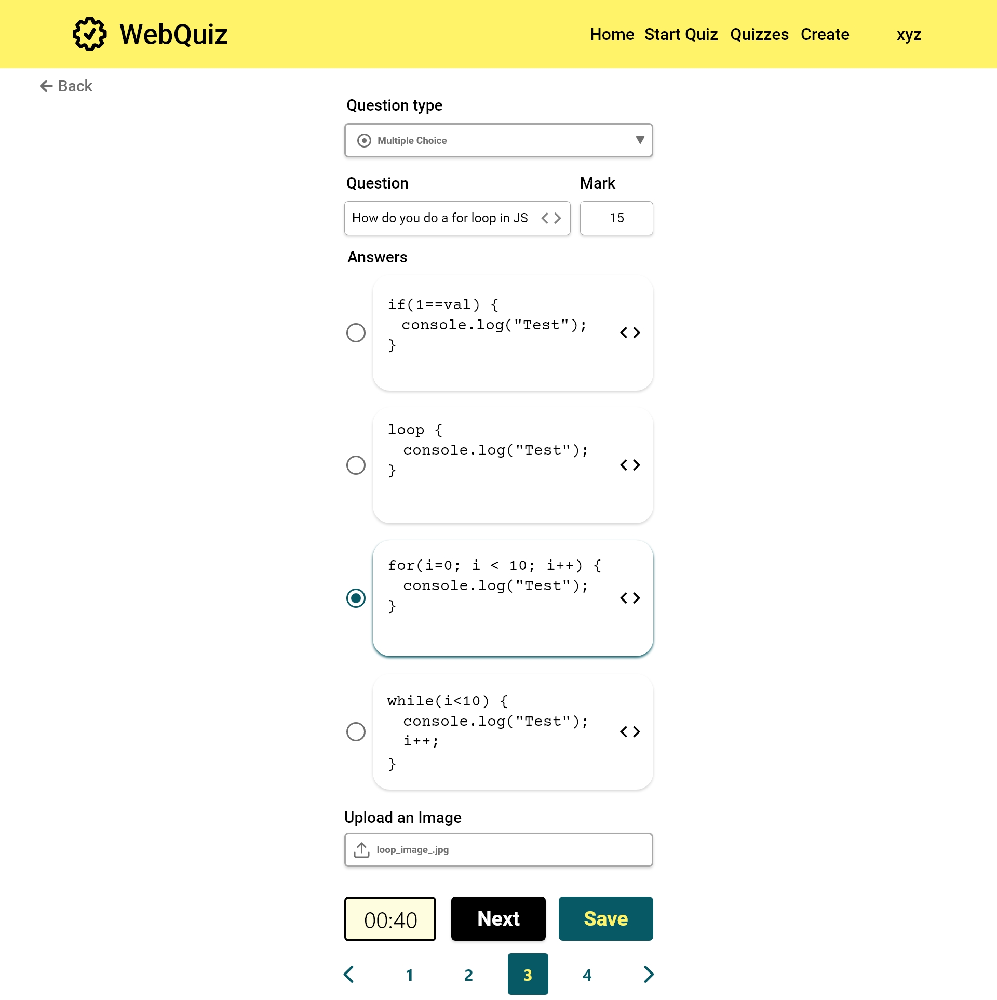 WebQuiz
Home Start Quiz Quizzes Create xyz
Back
Question type
Multiple Choice
Question Mark
How do you do a for loop in JS <> 15
Answers
if(1==val) {
console.log("Test");
}
<>
loop {
console.log("Test");
}
<>
for(i=0; i < 10; i++) {
console.log("Test");
}
<>
while(i<10) {
console.log("Test");
i++;
}
<>
Upload an Image
loop_image_.jpg
00:40 Next Save
1 2 3 4